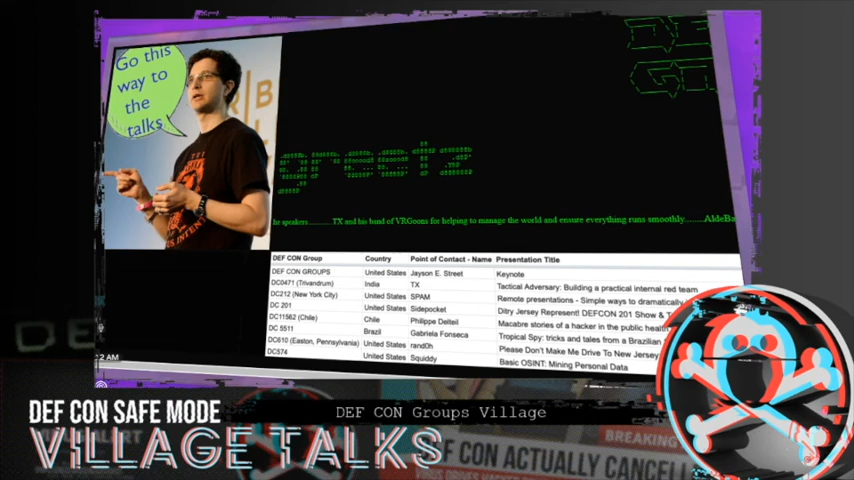 Go this
way to
the
talks
greetz
he speakers..........TX and his band of VRGoons for helping to manage the world and ensure everything runs smoothly........AldeBa
DEF CON Group Country Point of Contact - Name Presentation Title
DEF CON GROUPS United States Jayson E. Street Keynote
DC0471 (Trivandrum) India TX Tactical Adversary: Building a practical internal red team
DC212 (New York City) United States SPAM Remote presentations - Simple ways to dramatically
DC 201 United States Sidepocket Ditry Jersey Represent! DEFCON 201 Show & T
DC11562 (Chile) Chile Philippe Delteil Macabre stories of a hacker in the public health
DC 5511 Brazil Gabriela Fonseca Tropical Spy: tricks and tales from a Brazilian
DC610 (Easton, Pennsylvania) United States rand0h Please Don't Make Me Drive To New Jersey
DC574 United States Squiddy Basic OSINT: Mining Personal Data
2 AM
DEF CON SAFE MODE
VILLAGE TALKS
DEF CON Groups Village
BREAKING
DEF CON ACTUALLY CANCELL